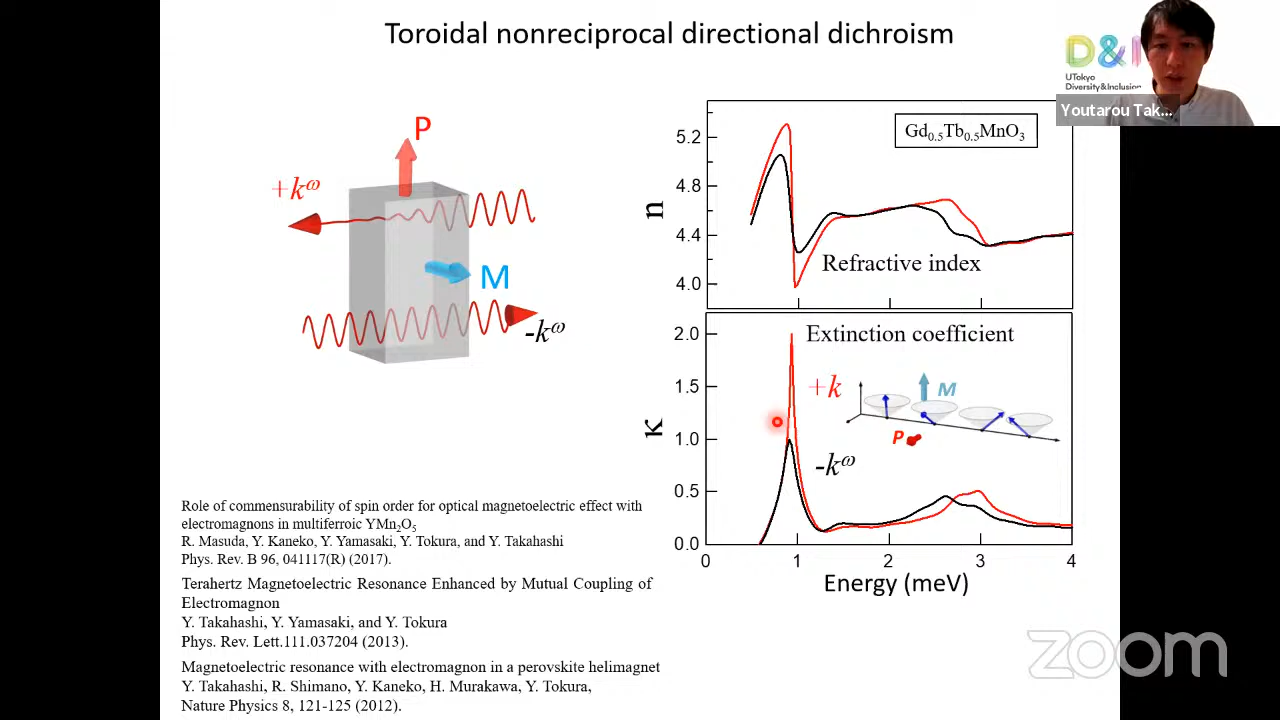 Toroidal nonreciprocal directional dichroism
D&I
UTokyo
Diversity&Inclusion
Youtarou Tak...
P
+kω
M
-kω
n
5.2
4.8
4.4
4.0
Gd0.5Tb0.5MnO3
Refractive index
κ
2.0
1.5
1.0
0.5
0.0
Extinction coefficient
+k
M
P
-kω
0
1
2
3
4
Energy (meV)
Role of commensurability of spin order for optical magnetoelectric effect with
electromagnons in multiferroic YMn2O5
R. Masuda, Y. Kaneko, Y. Yamasaki, Y. Tokura, and Y. Takahashi
Phys. Rev. B 96, 041117(R) (2017).
Terahertz Magnetoelectric Resonance Enhanced by Mutual Coupling of
Electromagnon
Y. Takahashi, Y. Yamasaki, and Y. Tokura
Phys. Rev. Lett.111.037204 (2013).
Magnetoelectric resonance with electromagnon in a perovskite helimagnet
Y. Takahashi, R. Shimano, Y. Kaneko, H. Murakawa, Y. Tokura,
Nature Physics 8, 121-125 (2012).
zoom